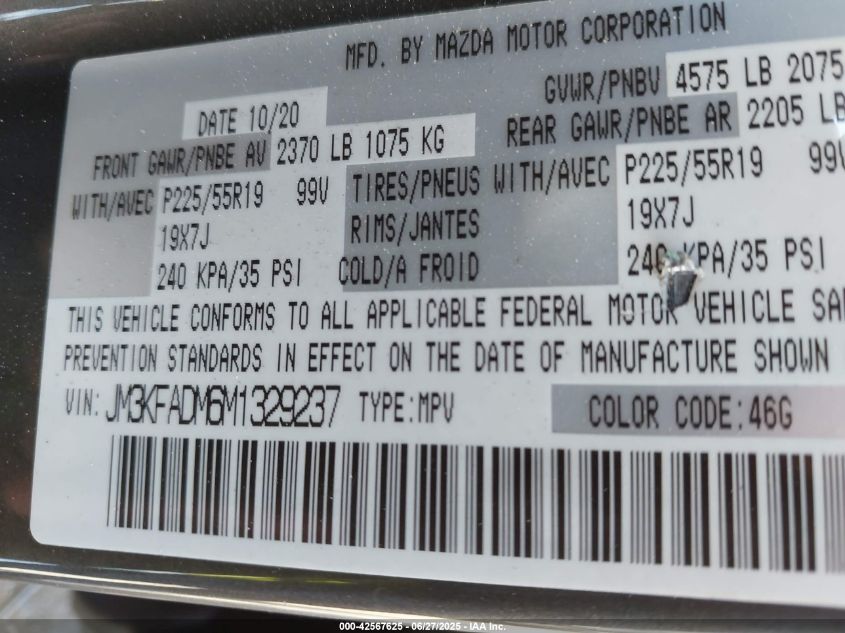 MFD. BY MAZDA MOTOR CORPORATION
DATE 10/20 GVWR/PNBV 4575 LB 2075
FRONT GAWR/PNBE AV 2370 LB 1075 KG REAR GAWR/PNBE AR 2205 LB
WITH/AVEC P225/55R19 99V TIRES/PNEUS WITH/AVEC P225/55R19 99V
19X7J RIMS/JANTES 19X7J
240 KPA/35 PSI COLD/A FROID 240 KPA/35 PSI
THIS VEHICLE CONFORMS TO ALL APPLICABLE FEDERAL MOTOR VEHICLE SA
PREVENTION STANDARDS IN EFFECT ON THE DATE OF MANUFACTURE SHOWN
VIN: JM3KFADM6M1329237 TYPE:MPV COLOR CODE:46G
000-42567625 - 06/27/2025 - IAA Inc.